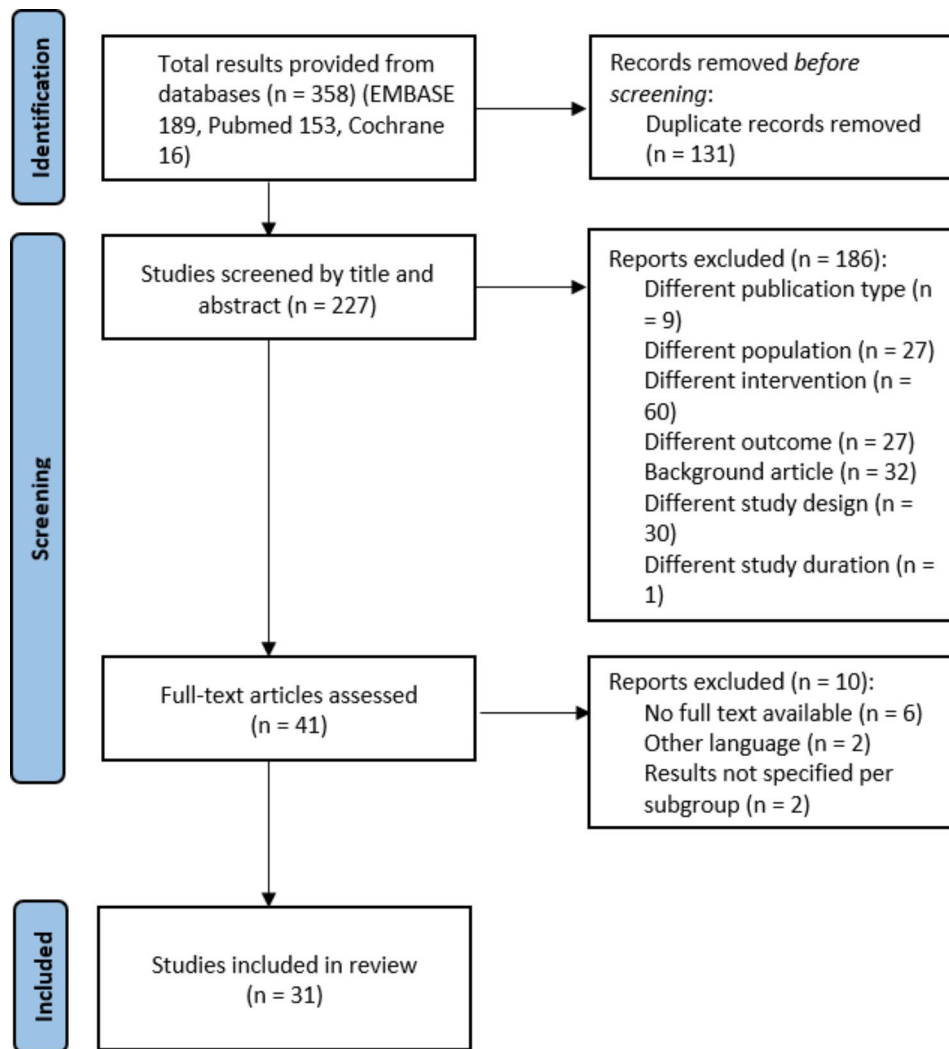 Identification
Total results provided from
databases (n = 358) (EMBASE
189, Pubmed 153, Cochrane
16)
Records removed before
screening:
Duplicate records removed
(n = 131)
Screening
Studies screened by title and
abstract (n = 227)
Reports excluded (n = 186):
Different publication type (n
= 9)
Different population (n = 27)
Different intervention (n =
60)
Different outcome (n = 27)
Background article (n = 32)
Different study design (n =
30)
Different study duration (n =
1)
Full-text articles assessed
(n = 41)
Reports excluded (n = 10):
No full text available (n = 6)
Other language (n = 2)
Results not specified per
subgroup (n = 2)
Included
Studies included in review
(n = 31)